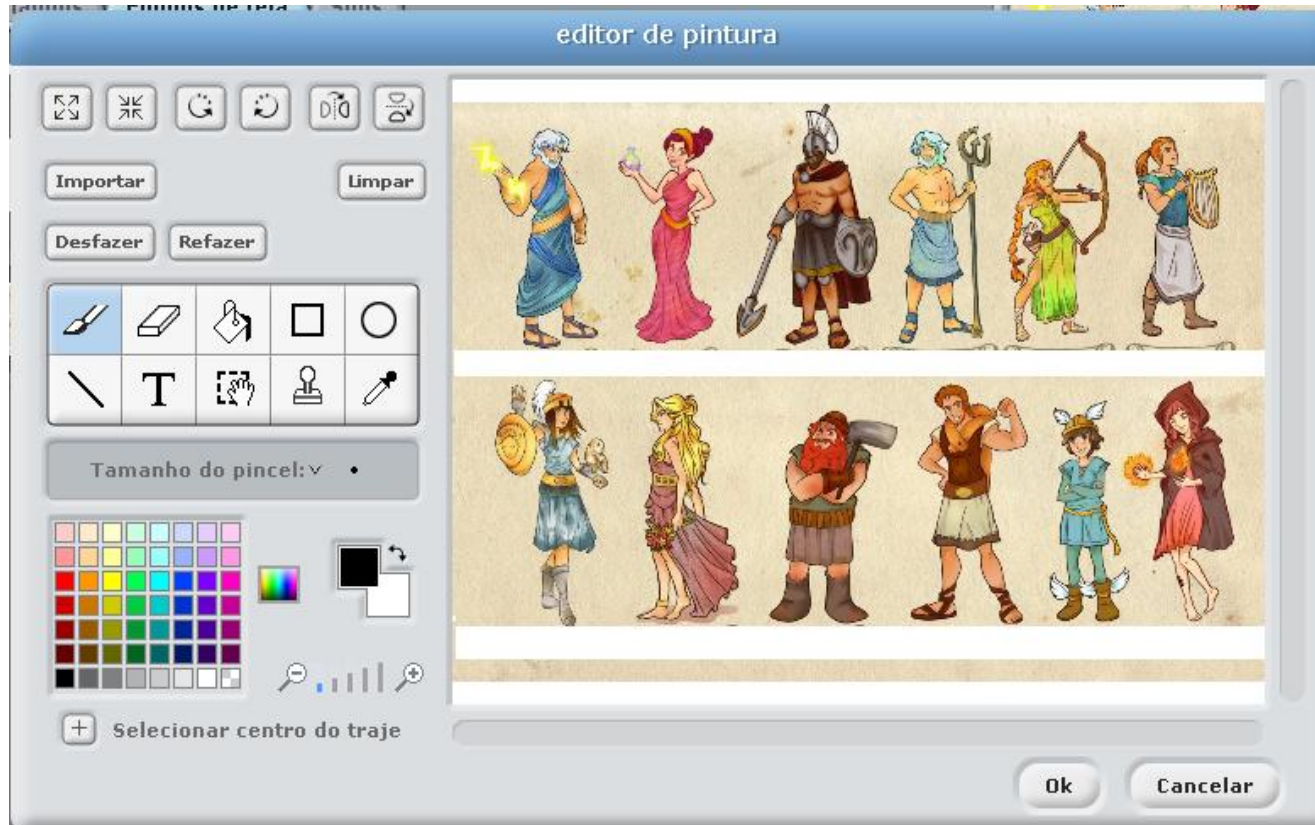 editor de pintura
Importar
Limpar
Desfazer
Refazer
T
Tamanho do pincel:
Selecionar centro do traje
Ok
Cancelar